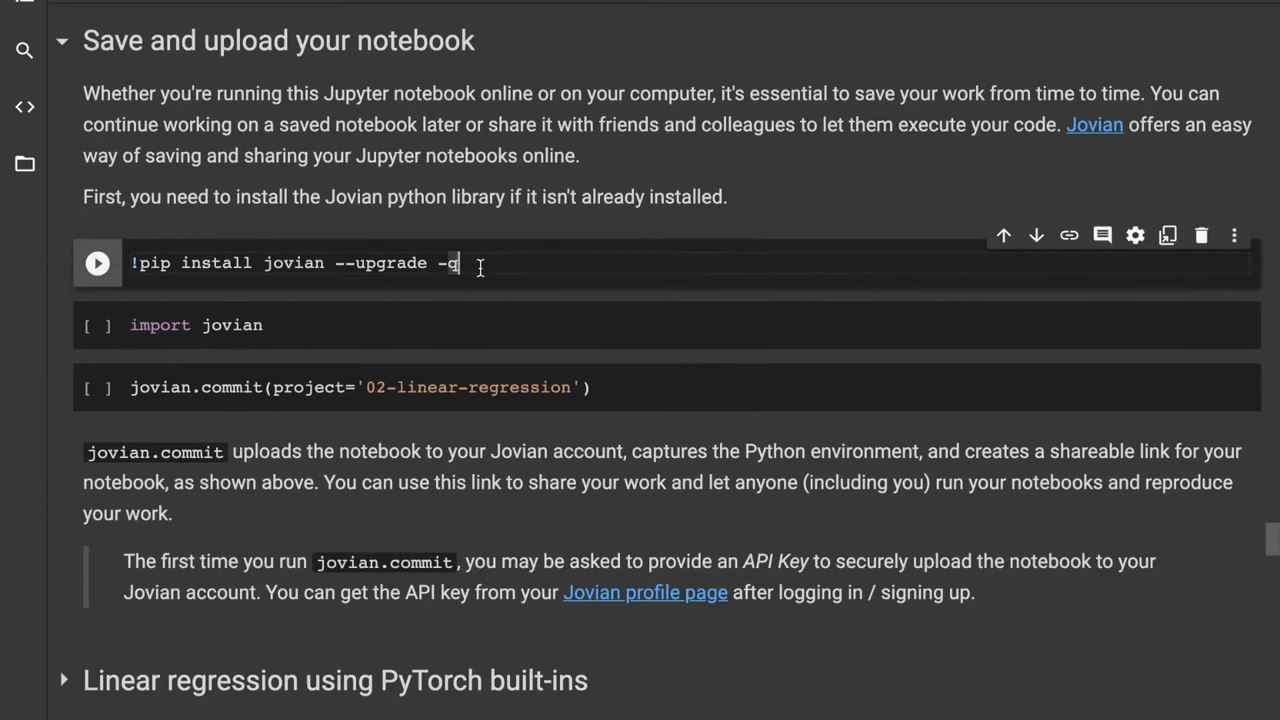 Save and upload your notebook
Whether you're running this Jupyter notebook online or on your computer, it's essential to save your work from time to time. You can
continue working on a saved notebook later or share it with friends and colleagues to let them execute your code. Jovian offers an easy
way of saving and sharing your Jupyter notebooks online.
First, you need to install the Jovian python library if it isn't already installed.
!pip install jovian --upgrade -q
[ ] import jovian
[ ] jovian.commit(project='02-linear-regression')
jovian.commit uploads the notebook to your Jovian account, captures the Python environment, and creates a shareable link for your
notebook, as shown above. You can use this link to share your work and let anyone (including you) run your notebooks and reproduce
your work.
The first time you run jovian.commit, you may be asked to provide an API Key to securely upload the notebook to your
Jovian account. You can get the API key from your Jovian profile page after logging in / signing up.
Linear regression using PyTorch built-ins